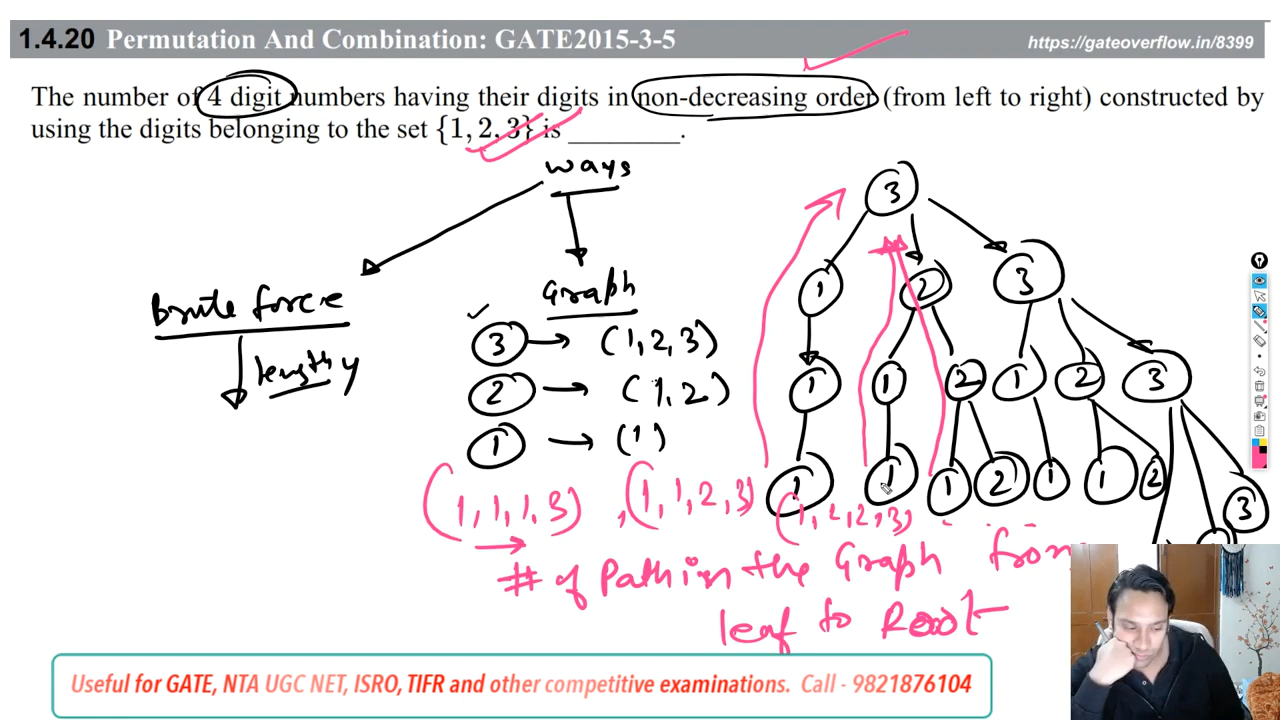 1.4.20 Permutation And Combination: GATE2015-3-5
https://gateoverflow.in/8399
The number of 4 digit numbers having their digits in non-decreasing order (from left to right) constructed by
using the digits belonging to the set {1, 2, 3} is ________.
ways
Brute force
lengthy
Graph
3 → (1,2,3)
2 → (1,2)
1 → (1)
3
1 2 3
1 1 2 1 2 3
1 1 1 2 1 1 2 3
(1,1,1,3) , (1,1,2,3) (1,2,2,3)
# of Path in the Graph from
leaf to Root
Useful for GATE, NTA UGC NET, ISRO, TIFR and other competitive examinations. Call - 9821876104